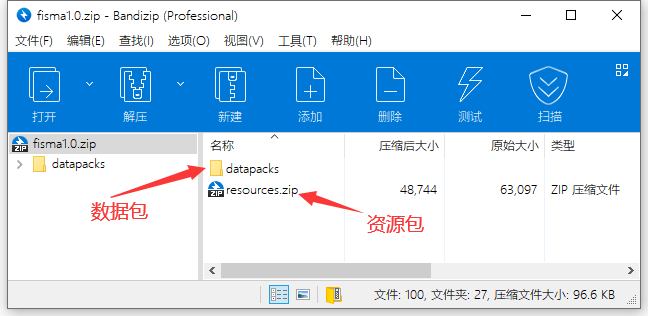 fisma1.0.zip - Bandizip (Professional)
文件(F) 编辑(E) 查找(I) 选项(O) 视图(V) 工具(T) 帮助(H)
打开 解压 新建 添加 删除 测试 扫描
fisma1.0.zip
datapacks
名称 压缩后大小 原始大小 类型
datapacks
resources.zip 48,744 63,097 ZIP 压缩文件
数据包
资源包
文件: 100, 文件夹: 27, 压缩文件大小: 96.6 KB